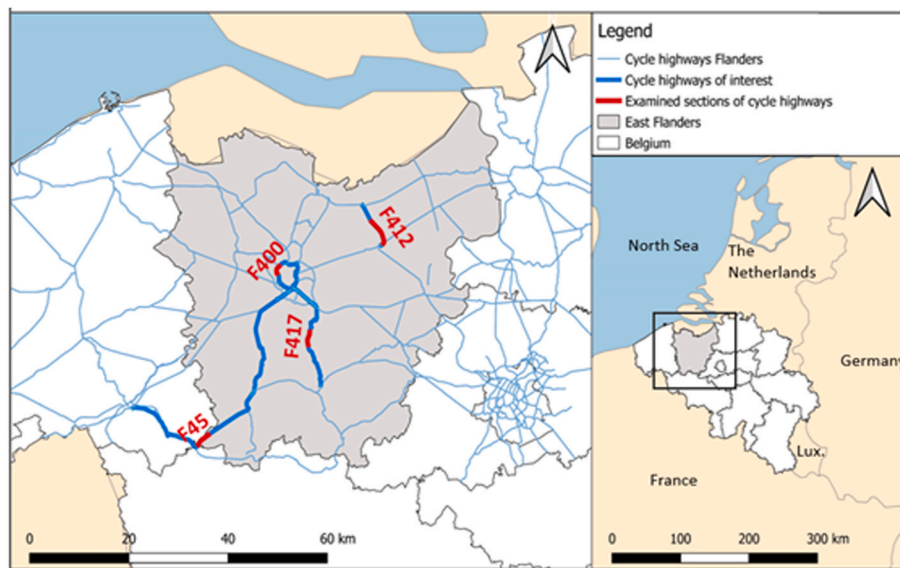 Legend
Cycle highways Flanders
Cycle highways of interest
Examined sections of cycle highways
East Flanders
Belgium
F412
F400
F417
F45
0 20 40 60 km
North Sea
The
Netherlands
Germany
Lux.
France
0 100 200 300 km